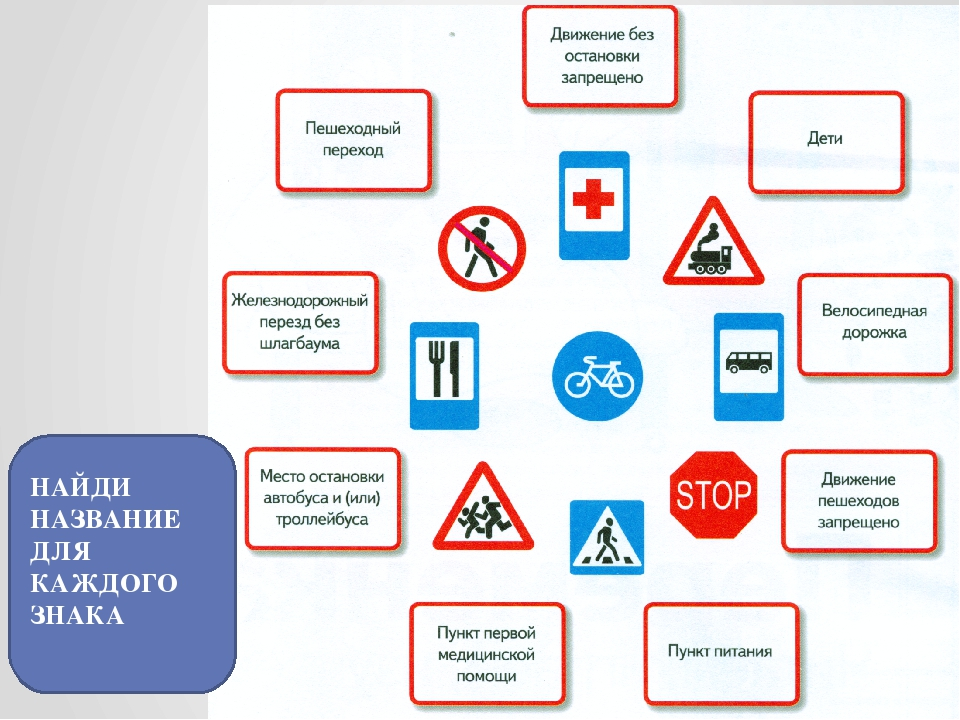 Движение без
остановки
запрещено
Пешеходный
переход
Дети
Железнодорожный
переезд без
шлагбаума
Велосипедная
дорожка
Место остановки
автобуса и (или)
троллейбуса
STOP
Движение
пешеходов
запрещено
НАЙДИ
НАЗВАНИЕ
ДЛЯ
КАЖДОГО
ЗНАКА
Пункт первой
медицинской
помощи
Пункт питания